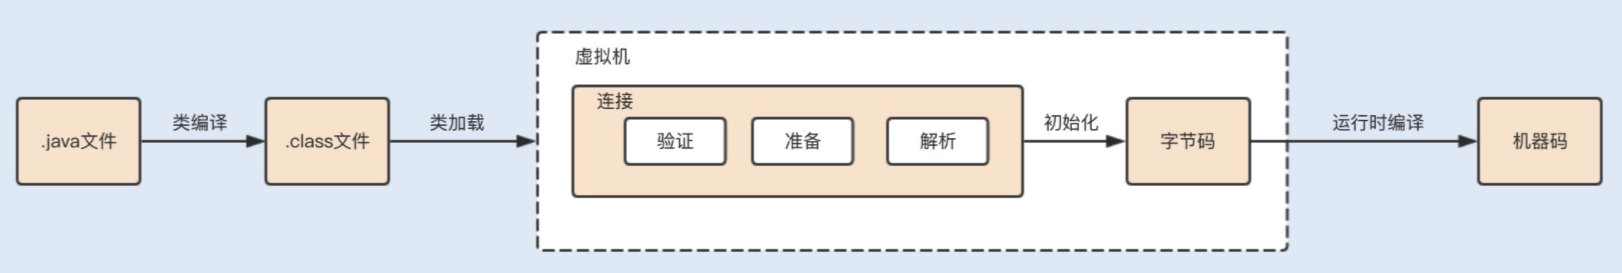 虚拟机
连接
.java文件
类编译
.class文件
类加载
验证
准备
解析
初始化
字节码
运行时编译
机器码